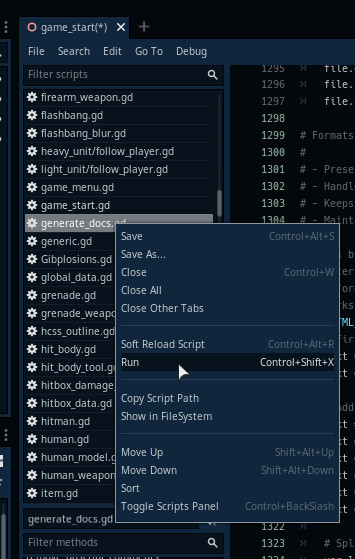 game_start(*)
File Search Edit Go To Debug
Filter scripts
firearm_weapon.gd
flashbang.gd
flashbang_blur.gd
heavy_unit/follow_player.gd
light_unit/follow_player.gd
game_menu.gd
game_start.gd
generate_docs.gd
generic.gd
Gibplosions.gd
global_data.gd
grenade.gd
grenade_weapo
hcss_outline.gd
hit_body.gd
hit_body_tool.g
hitbox_damage_
hitbox_data.gd
hitman.gd
human.gd
human_model.g
human_weapon
item.gd
generate_docs.gd
Filter methods
1295 file.
1296 file.
1297 file.
1298
1299 # Formats
1300 #
1301 # - Prese
1302 # - Handl
1303 # - Keeps
1304 # - Maint
Save Control+Alt+S
Save As...
Close Control+W
Close All
Close Other Tabs
Soft Reload Script Control+Alt+R
Run Control+Shift+X
Copy Script Path
Show in FileSystem
Move Up Shift+Alt+Up
Move Down Shift+Alt+Down
Sort
Toggle Scripts Panel Control+BackSlash
1322
1323 # Spl